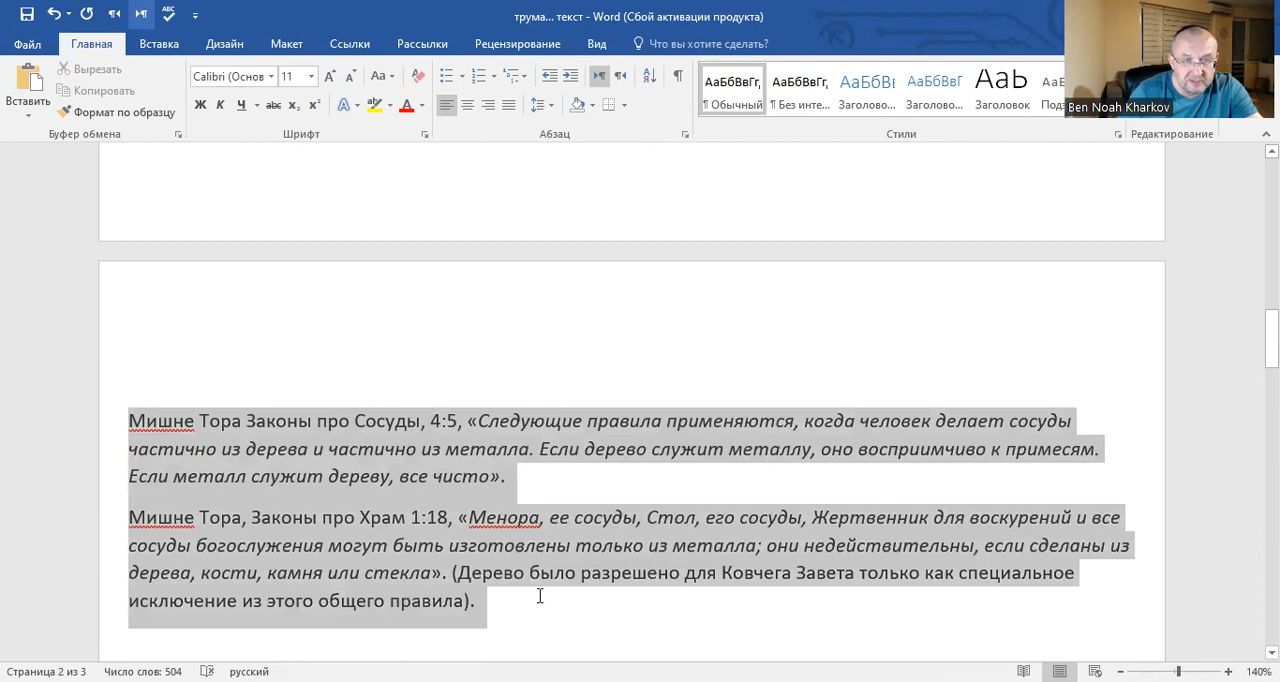 трума... текст - Word (Сбой активации продукта)
Файл Главная Вставка Дизайн Макет Ссылки Рассылки Рецензирование Вид Что вы хотите сделать?
Вставить
Вырезать
Копировать
Формат по образцу
Буфер обмена
Calibri (Основ 11
Ж К Ч abc x₂ x²
Шрифт
Абзац
АаБбВвГг, АаБбВвГг, АаБбВі АаБбВвГ АаЬ АаБ
¶ Обычный ¶ Без инте... Заголово... Заголово... Заголовок
Стили
Редактирование
Ben Noah Kharkov
Мишне Тора Законы про Сосуды, 4:5, «Следующие правила применяются, когда человек делает сосуды
частично из дерева и частично из металла. Если дерево служит металлу, оно восприимчиво к примесям.
Если металл служит дереву, все чисто».
Мишне Тора, Законы про Храм 1:18, «Менора, ее сосуды, Стол, его сосуды, Жертвенник для воскурений и все
сосуды богослужения могут быть изготовлены только из металла; они недействительны, если сделаны из
дерева, кости, камня или стекла». (Дерево было разрешено для Ковчега Завета только как специальное
исключение из этого общего правила).
Страница 2 из 3 Число слов: 504 русский 140%